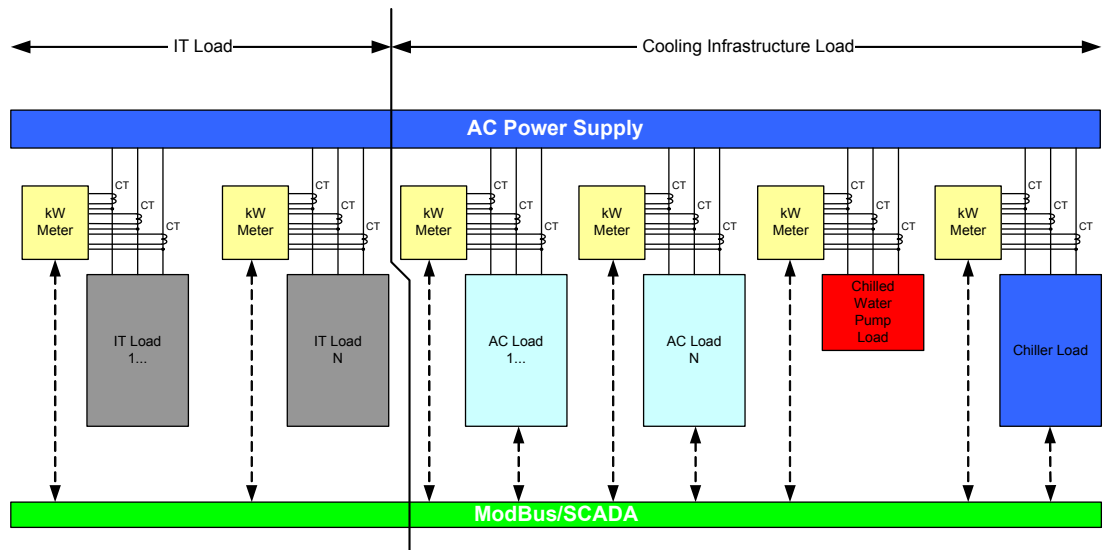 IT Load
Cooling Infrastructure Load
AC Power Supply
kW
Meter
CT
CT
CT
IT Load
1...
kW
Meter
CT
CT
CT
IT Load
N
kW
Meter
CT
CT
CT
AC Load
1...
kW
Meter
CT
CT
CT
AC Load
N
kW
Meter
CT
CT
CT
Chilled
Water
Pump
Load
kW
Meter
CT
CT
CT
Chiller Load
ModBus/SCADA